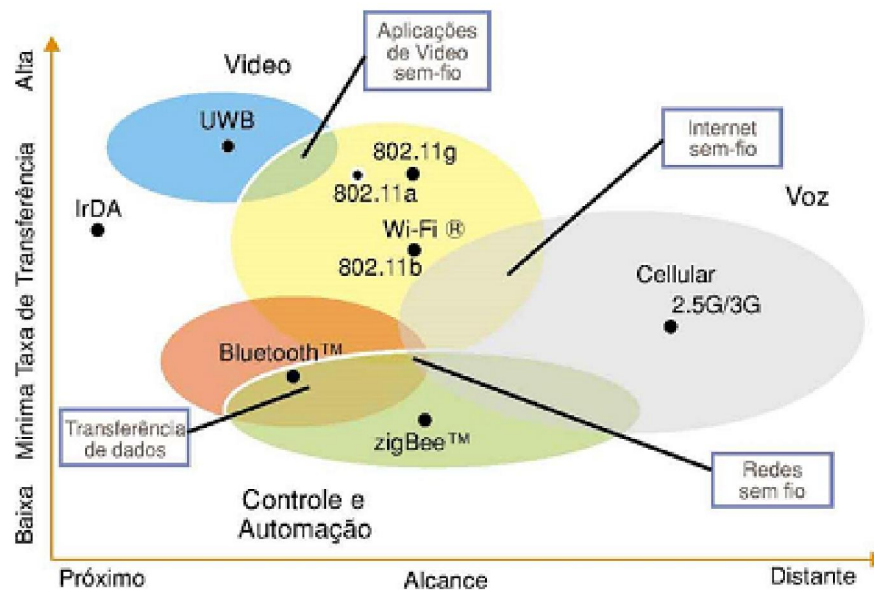 Aplicações
de Video
sem-fio
Video
UWB
802.11g
802.11a
Internet
sem-fio
Voz
IrDA
Wi-Fi ®
802.11b
Cellular
2.5G/3G
Bluetooth™
Transferência
de dados
zigBee™
Redes
sem fio
Controle e
Automação
Alta
Mínima Taxa de Transferência
Baixa
Próximo
Alcance
Distante